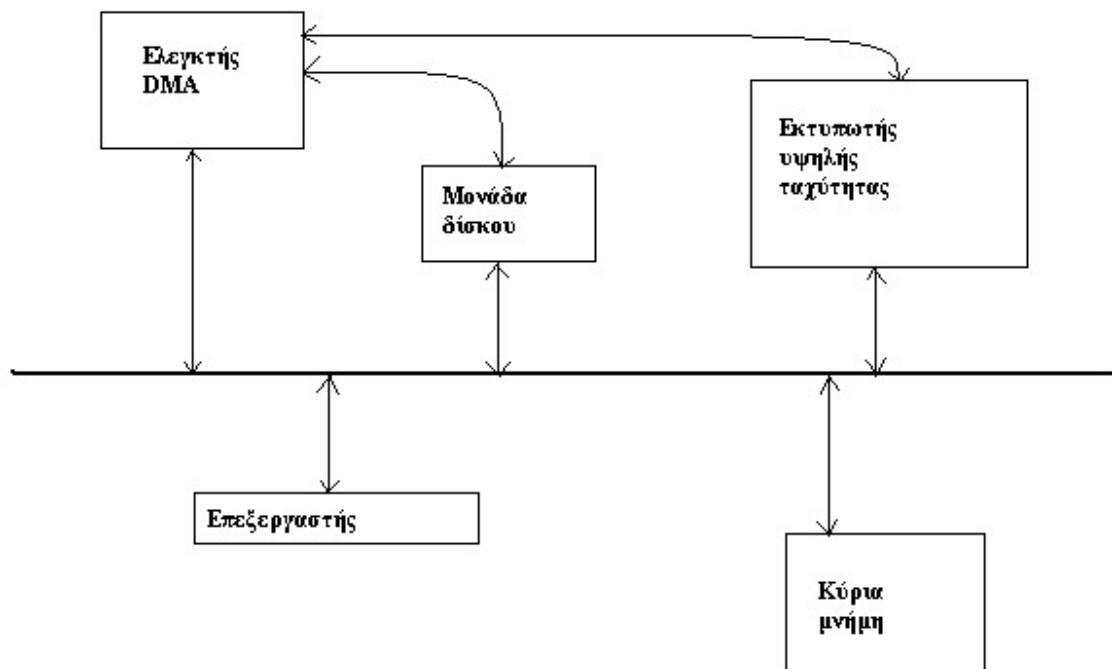 Ελεγκτής
DMA
Εκτυπωτής
υψηλής
ταχύτητας
Μονάδα
δίσκου
Επεξεργαστής
Κύρια
μνήμη